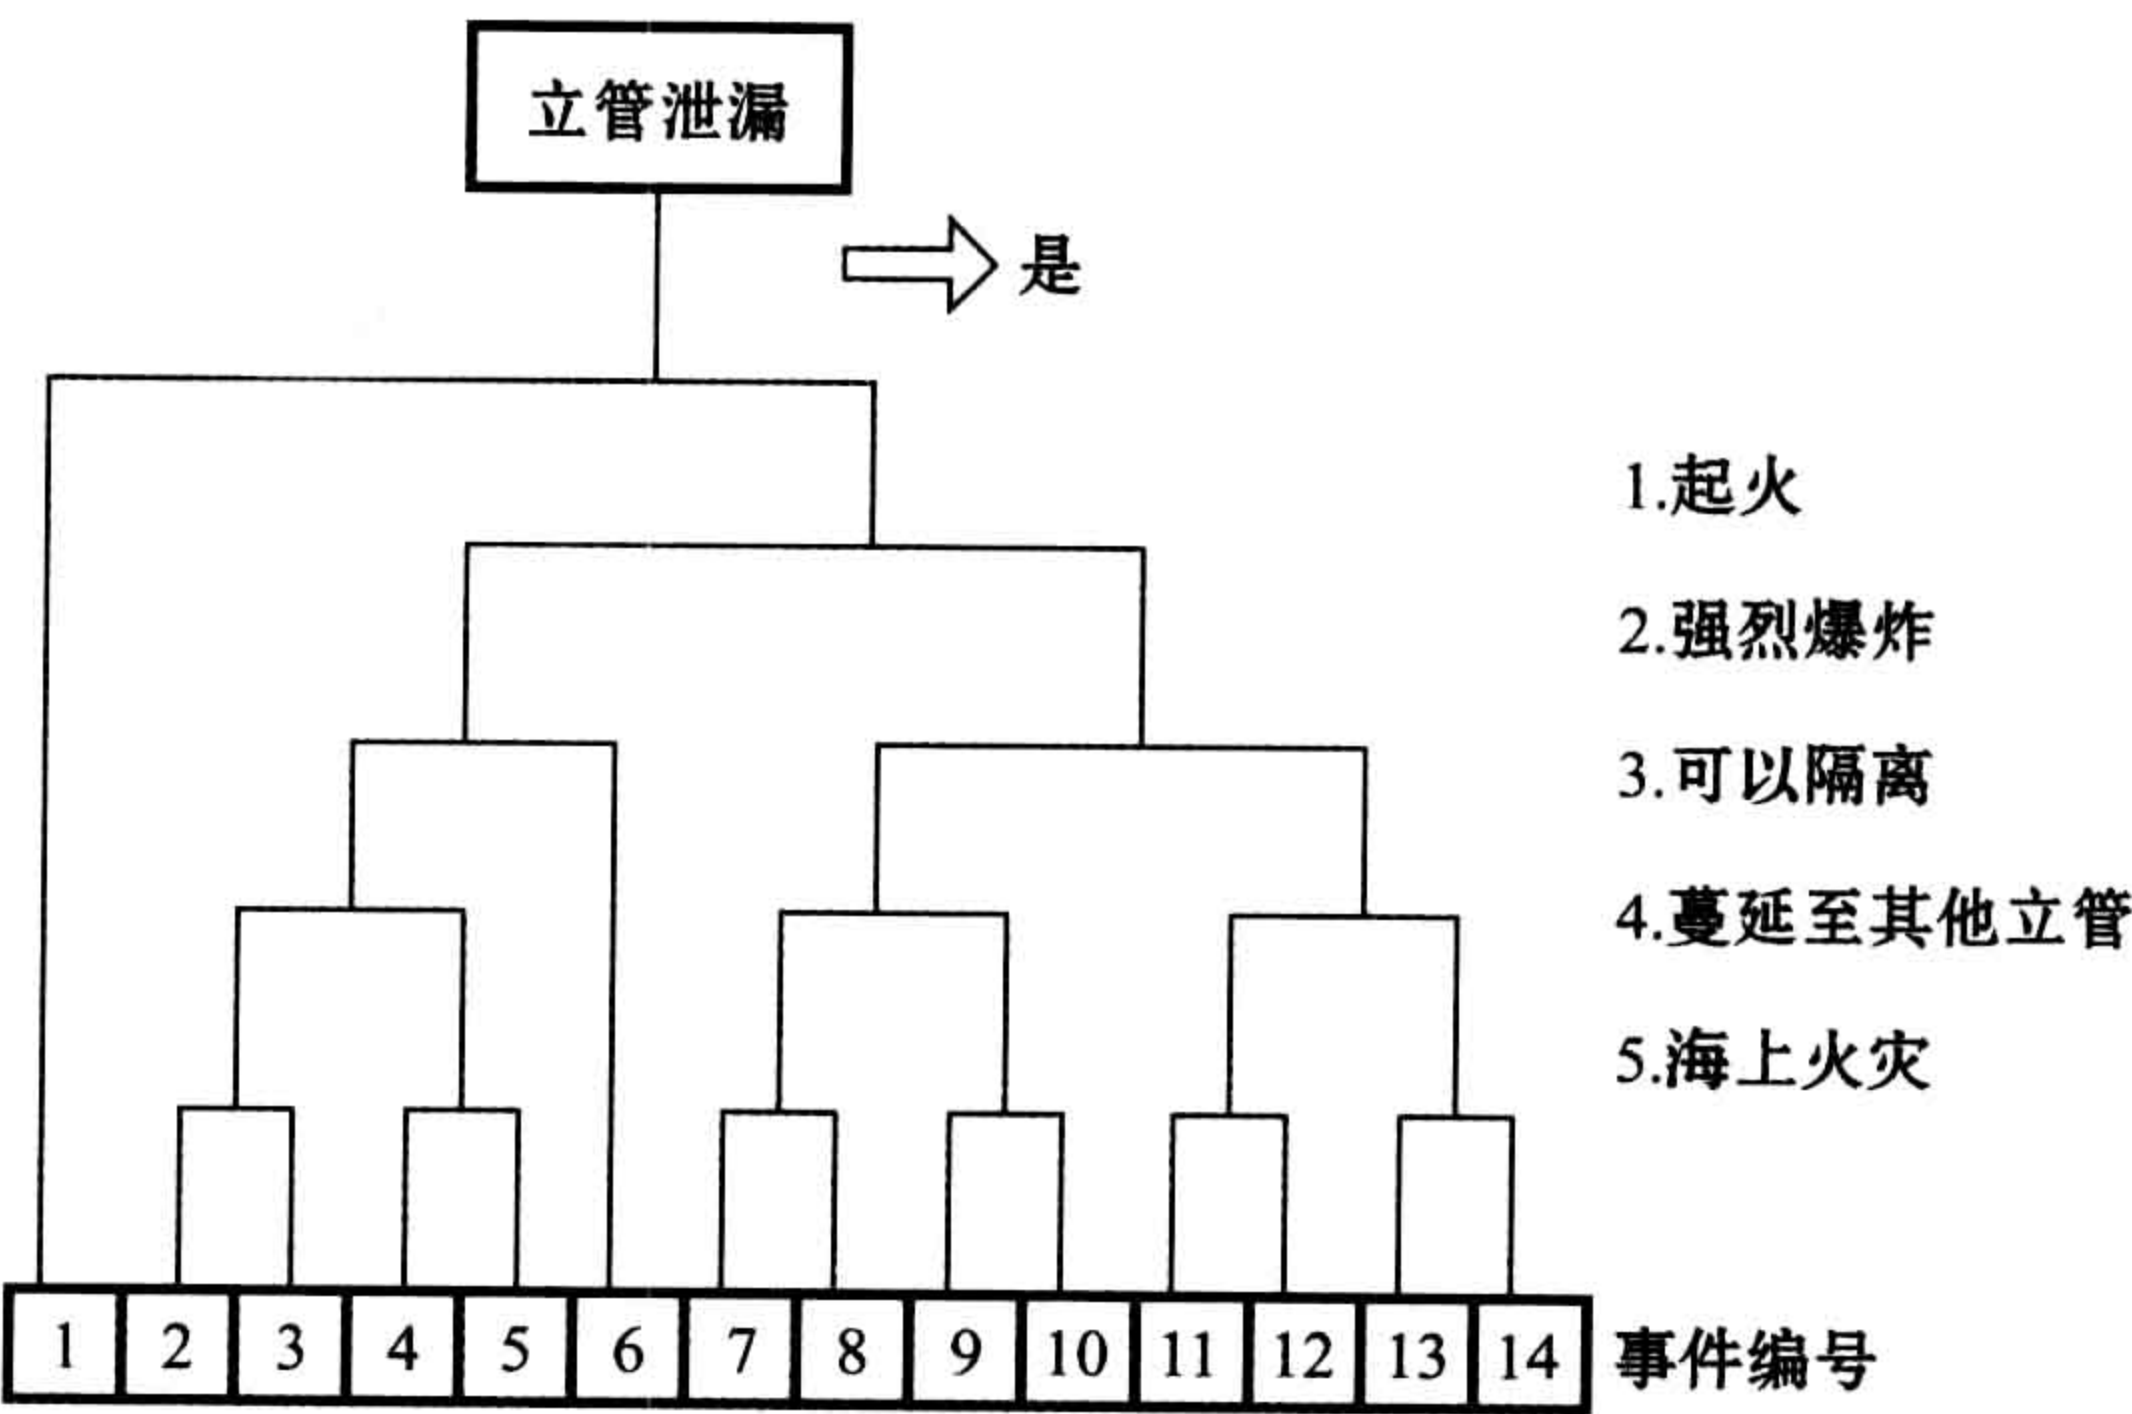 立管泄漏
是
1.起火
2.强烈爆炸
3.可以隔离
4.蔓延至其他立管
5.海上火灾
1 2 3 4 5 6 7 8 9 10 11 12 13 14 事件编号